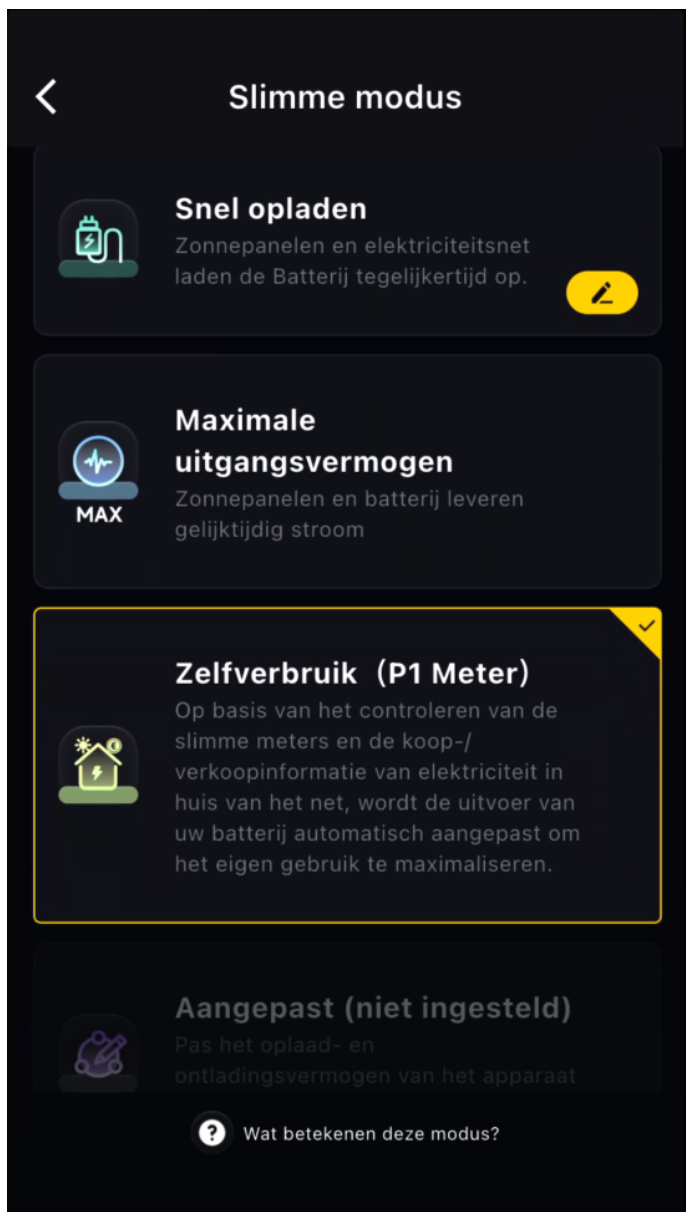 Slimme modus
Snel opladen
Zonnepanelen en elektriciteitsnet
laden de Batterij tegelijkertijd op.
Maximale
uitgangsvermogen
Zonnepanelen en batterij leveren
gelijktijdig stroom
MAX
Zelfverbruik（P1 Meter）
Op basis van het controleren van de
slimme meters en de koop-/
verkoopinformatie van elektriciteit in
huis van het net, wordt de uitvoer van
uw batterij automatisch aangepast om
het eigen gebruik te maximaliseren.
Aangepast (niet ingesteld)
Pas het oplaad- en
ontladingsvermogen van het apparaat
? Wat betekenen deze modus?